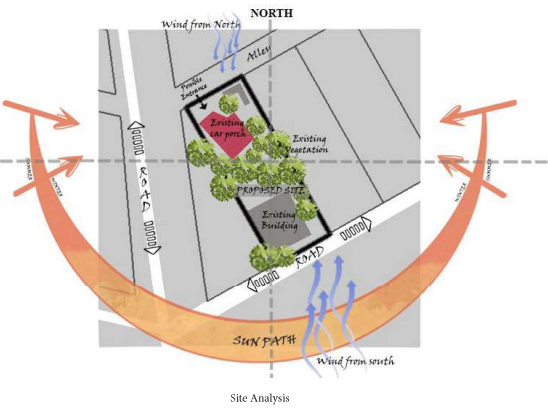 NORTH
Wind from North
Alley
Possible
Entrance
Existing
car porch
Existing
Vegetation
PROPOSED SITE
Existing
Building
ROAD
ROAD
SUN PATH
Wind from south
Site Analysis